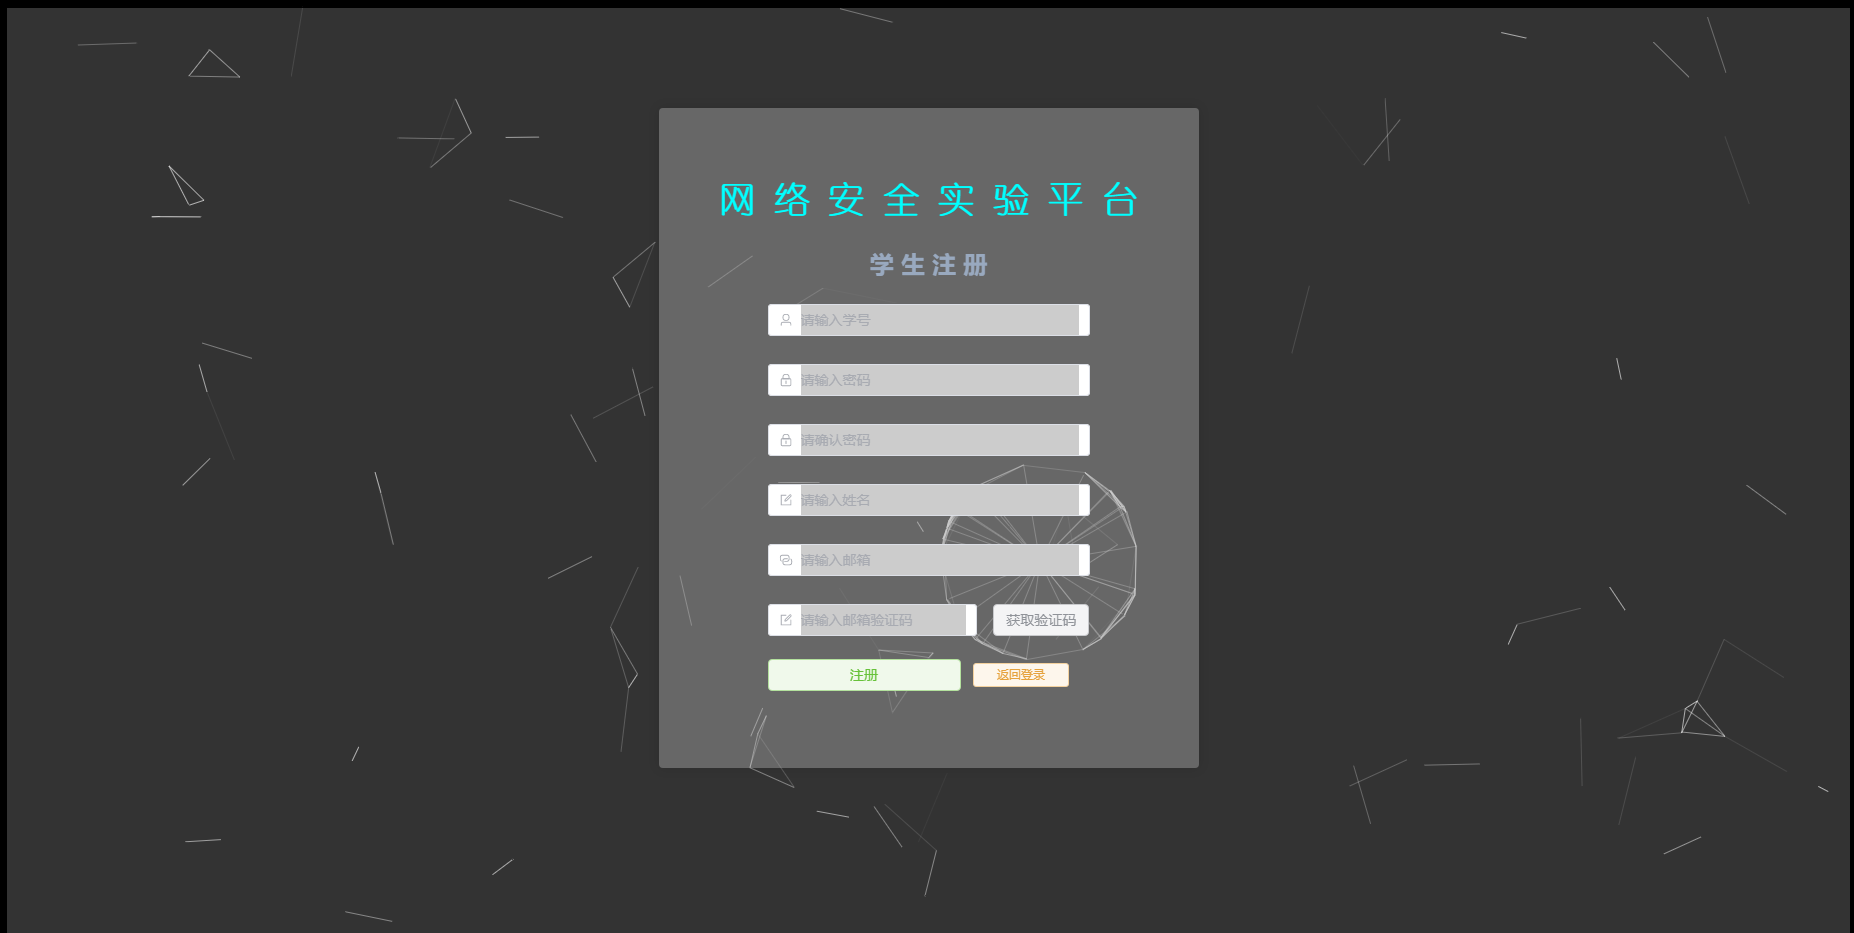 网络安全实验平台
学生注册
请输入学号
请输入密码
请确认密码
请输入姓名
请输入邮箱
请输入邮箱验证码 获取验证码
注册 返回登录